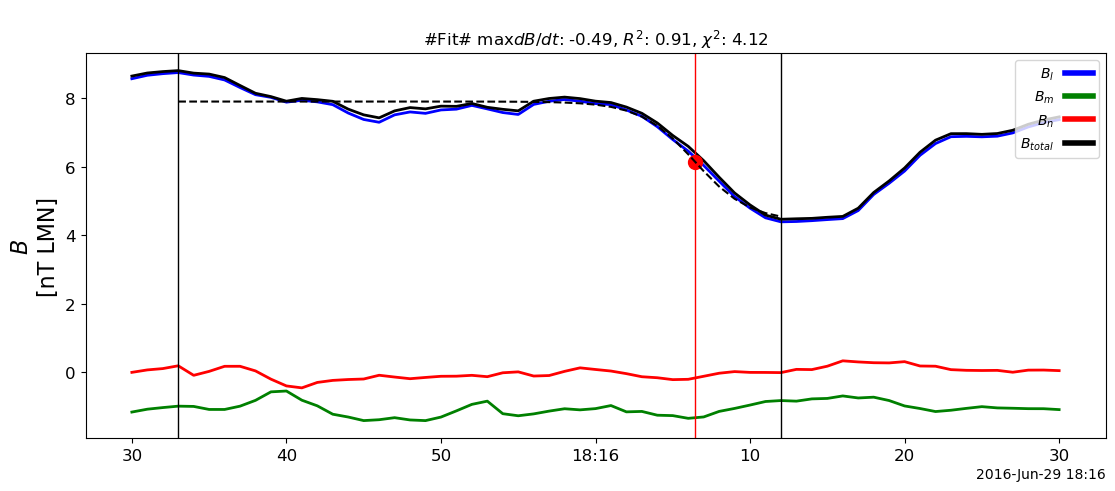 #Fit# maxdB/dt: -0.49, R²: 0.91, χ²: 4.12
B
[nT LMN]
8
6
4
2
0
B_l
B_m
B_n
B_total
30 40 50 18:16 10 20 30
2016-Jun-29 18:16